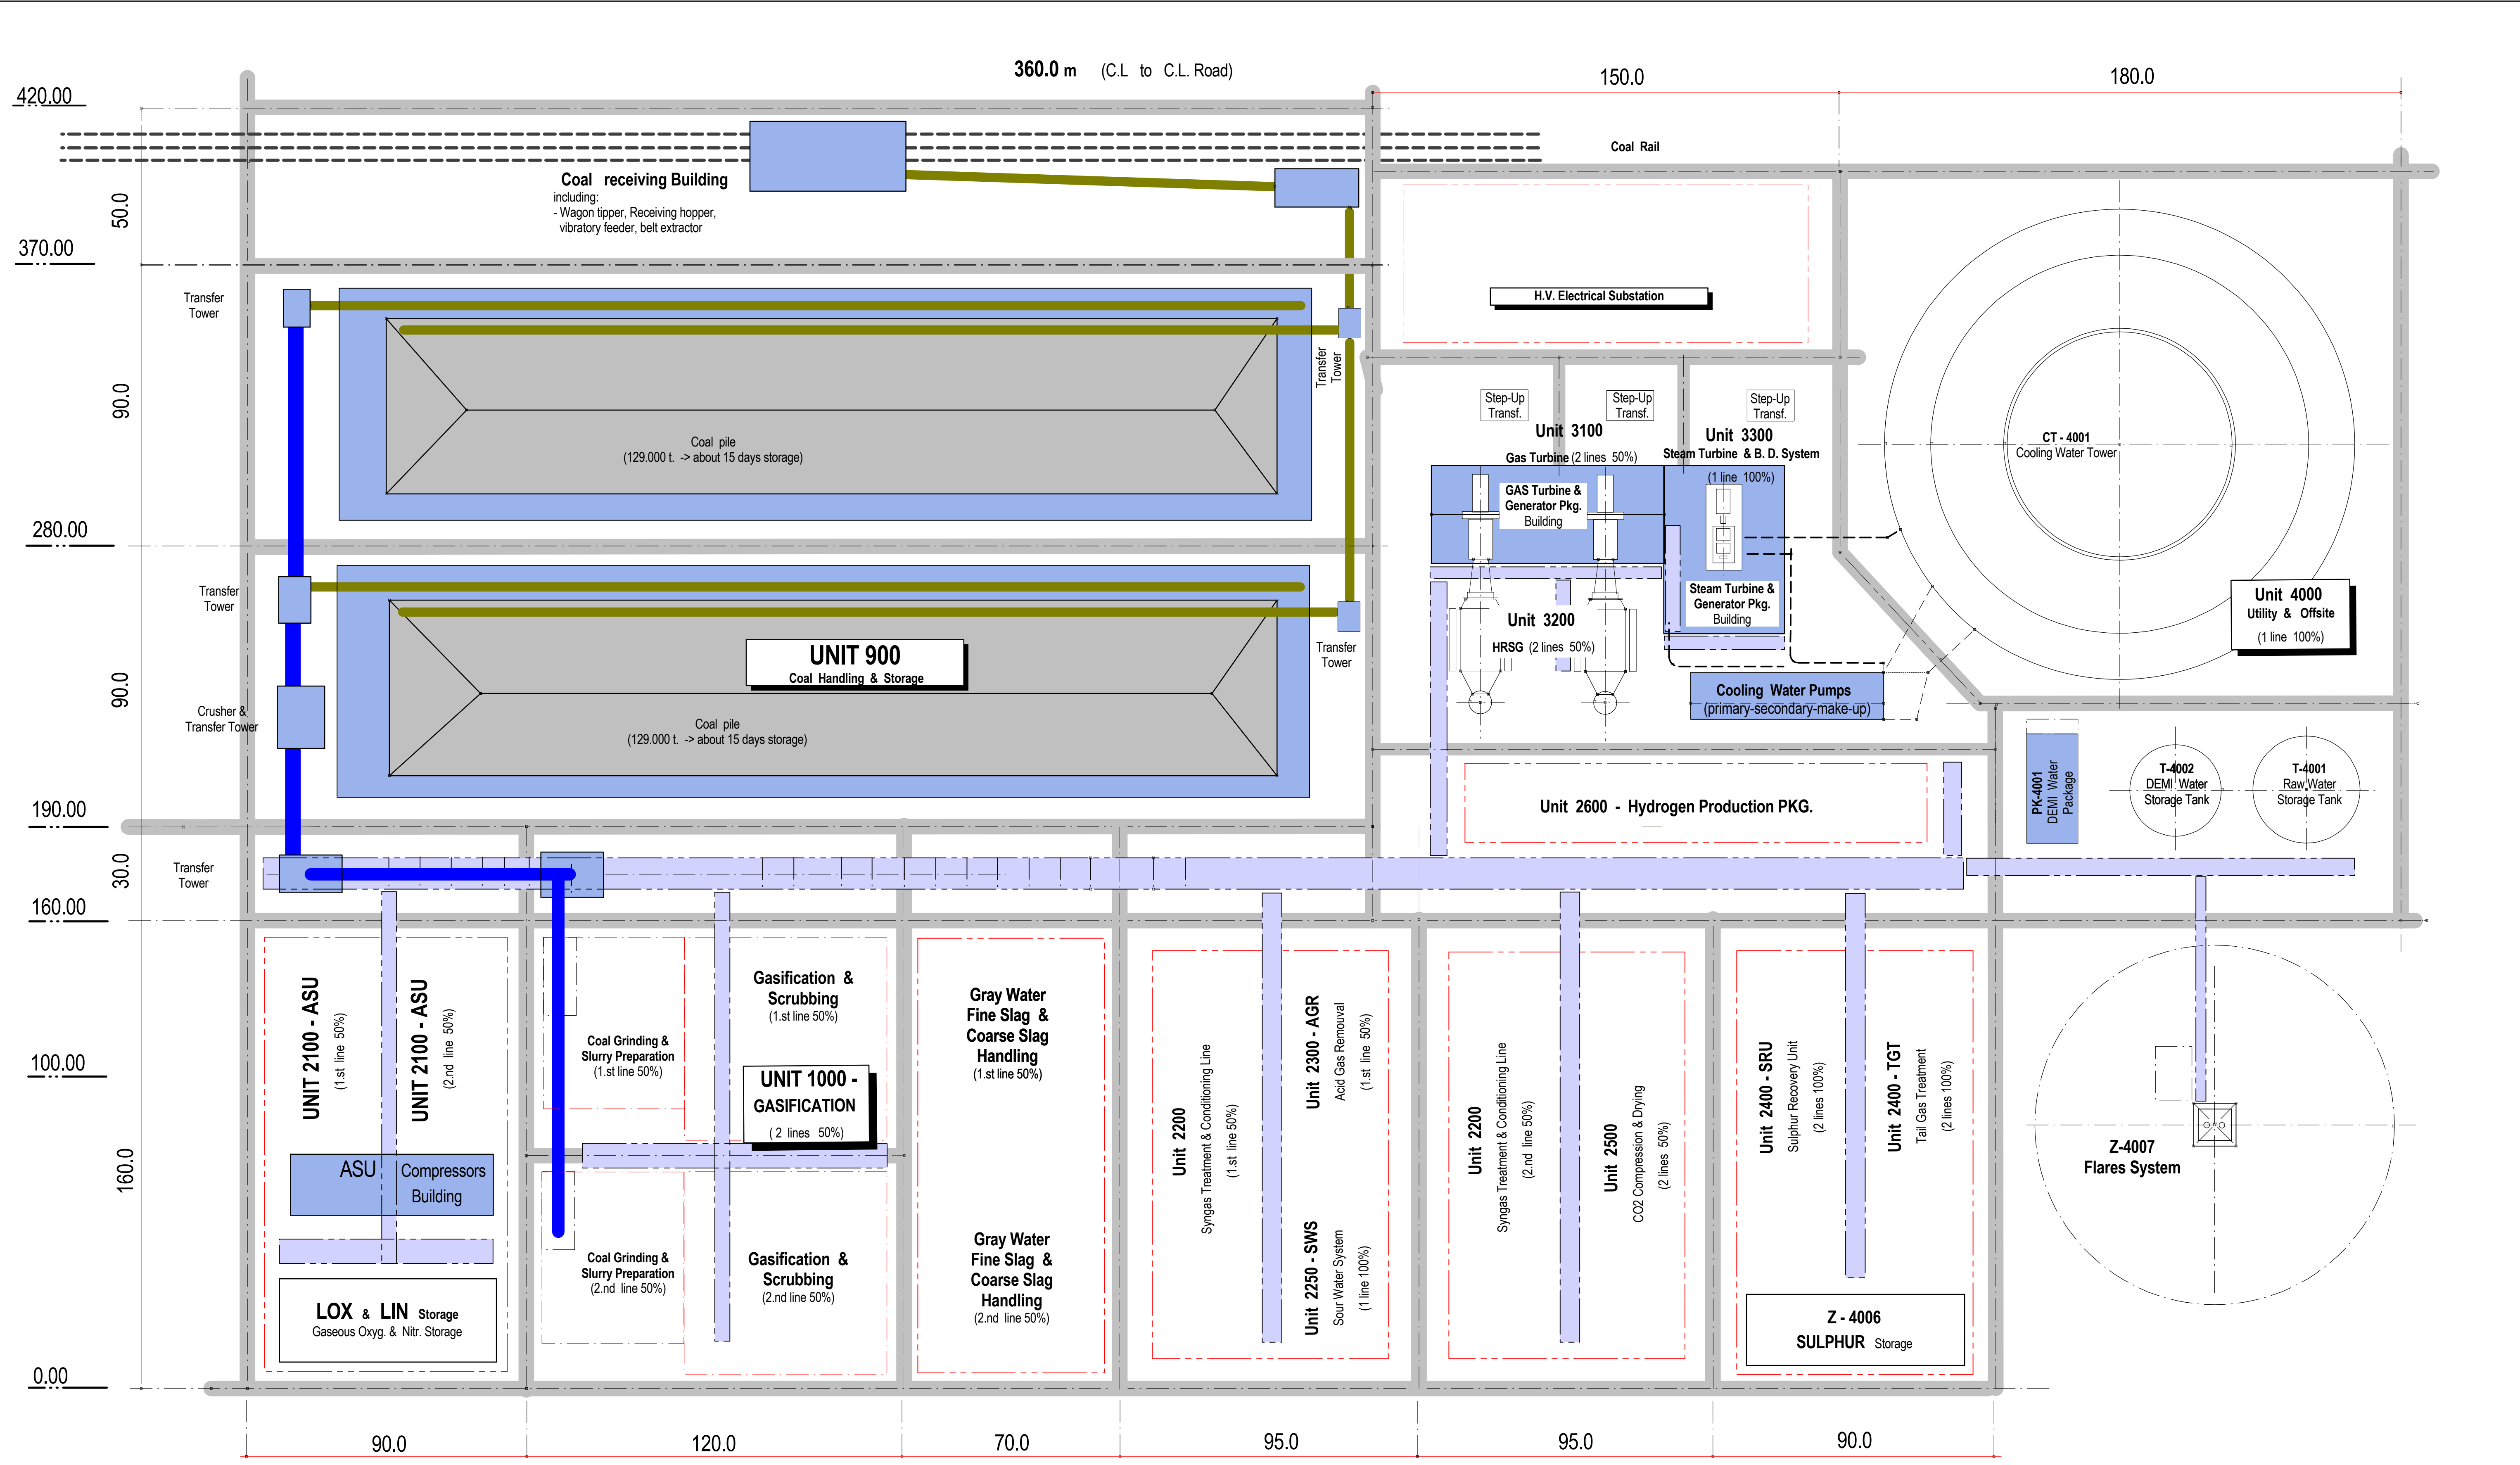 360.0 m (C.L to C.L. Road)
150.0
180.0
420.00
Coal Rail
Coal receiving Building
including:
- Wagon tipper, Receiving hopper,
vibratory feeder, belt extractor
50.0
370.00
Transfer
Tower
H.V. Electrical Substation
Transfer
Tower
90.0
Step-Up
Transf.
Step-Up
Transf.
Step-Up
Transf.
Unit 3100
Gas Turbine (2 lines 50%)
Unit 3300
Steam Turbine & B. D. System
(1 line 100%)
CT - 4001
Cooling Water Tower
Coal pile
(129.000 t. -> about 15 days storage)
GAS Turbine &
Generator Pkg.
Building
280.00
Transfer
Tower
Steam Turbine &
Generator Pkg.
Building
Unit 4000
Utility & Offsite
(1 line 100%)
Unit 3200
HRSG (2 lines 50%)
UNIT 900
Coal Handling & Storage
Transfer
Tower
90.0
Crusher &
Transfer Tower
Coal pile
(129.000 t. -> about 15 days storage)
Cooling Water Pumps
(primary-secondary-make-up)
PK-4001
DEMI Water
Package
T-4002
DEMI Water
Storage Tank
T-4001
Raw Water
Storage Tank
Unit 2600 - Hydrogen Production PKG.
190.00
30.0
Transfer
Tower
160.00
UNIT 2100 - ASU
(1.st line 50%)
UNIT 2100 - ASU
(2.nd line 50%)
Coal Grinding &
Slurry Preparation
(1.st line 50%)
Gasification &
Scrubbing
(1.st line 50%)
UNIT 1000 -
GASIFICATION
( 2 lines 50%)
Gray Water
Fine Slag &
Coarse Slag
Handling
(1.st line 50%)
Unit 2200
Syngas Treatment & Conditioning Line
(1.st line 50%)
Unit 2300 - AGR
Acid Gas Remouval
(1.st line 50%)
Unit 2200
Syngas Treatment & Conditioning Line
(2.nd line 50%)
Unit 2500
CO2 Compression & Drying
(2 lines 50%)
Unit 2400 - SRU
Sulphur Recovery Unit
(2 lines 100%)
Unit 2400 - TGT
Tail Gas Treatment
(2 lines 100%)
Z-4007
Flares System
100.00
160.0
ASU Compressors
Building
LOX & LIN Storage
Gaseous Oxyg. & Nitr. Storage
Coal Grinding &
Slurry Preparation
(2.nd line 50%)
Gasification &
Scrubbing
(2.nd line 50%)
Gray Water
Fine Slag &
Coarse Slag
Handling
(2.nd line 50%)
Unit 2250 - SWS
Sour Water System
(1 line 100%)
Z - 4006
SULPHUR Storage
0.00
90.0
120.0
70.0
95.0
95.0
90.0